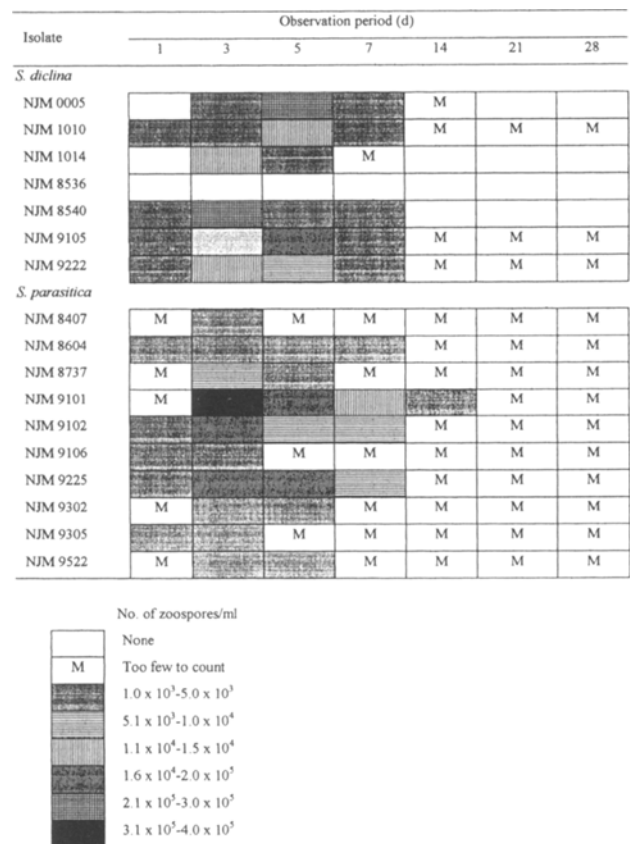 Isolate Observation period (d)
1 3 5 7 14 21 28
S. diclina
NJM 0005 M
NJM 1010 M M M
NJM 1014 M
NJM 8536
NJM 8540
NJM 9105 M M M
NJM 9222 M M M
S. parasitica
NJM 8407 M M M M M M
NJM 8604 M M M
NJM 8737 M M M M M
NJM 9101 M M M
NJM 9102 M M M
NJM 9106 M M M M M
NJM 9225 M M M
NJM 9302 M M M M M
NJM 9305 M M M M M
NJM 9522 M M M M M
No. of zoospores/ml
None
M Too few to count
1.0 x 10³-5.0 x 10³
5.1 x 10³-1.0 x 10⁴
1.1 x 10⁴-1.5 x 10⁴
1.6 x 10⁴-2.0 x 10⁵
2.1 x 10⁵-3.0 x 10⁵
3.1 x 10⁵-4.0 x 10⁵